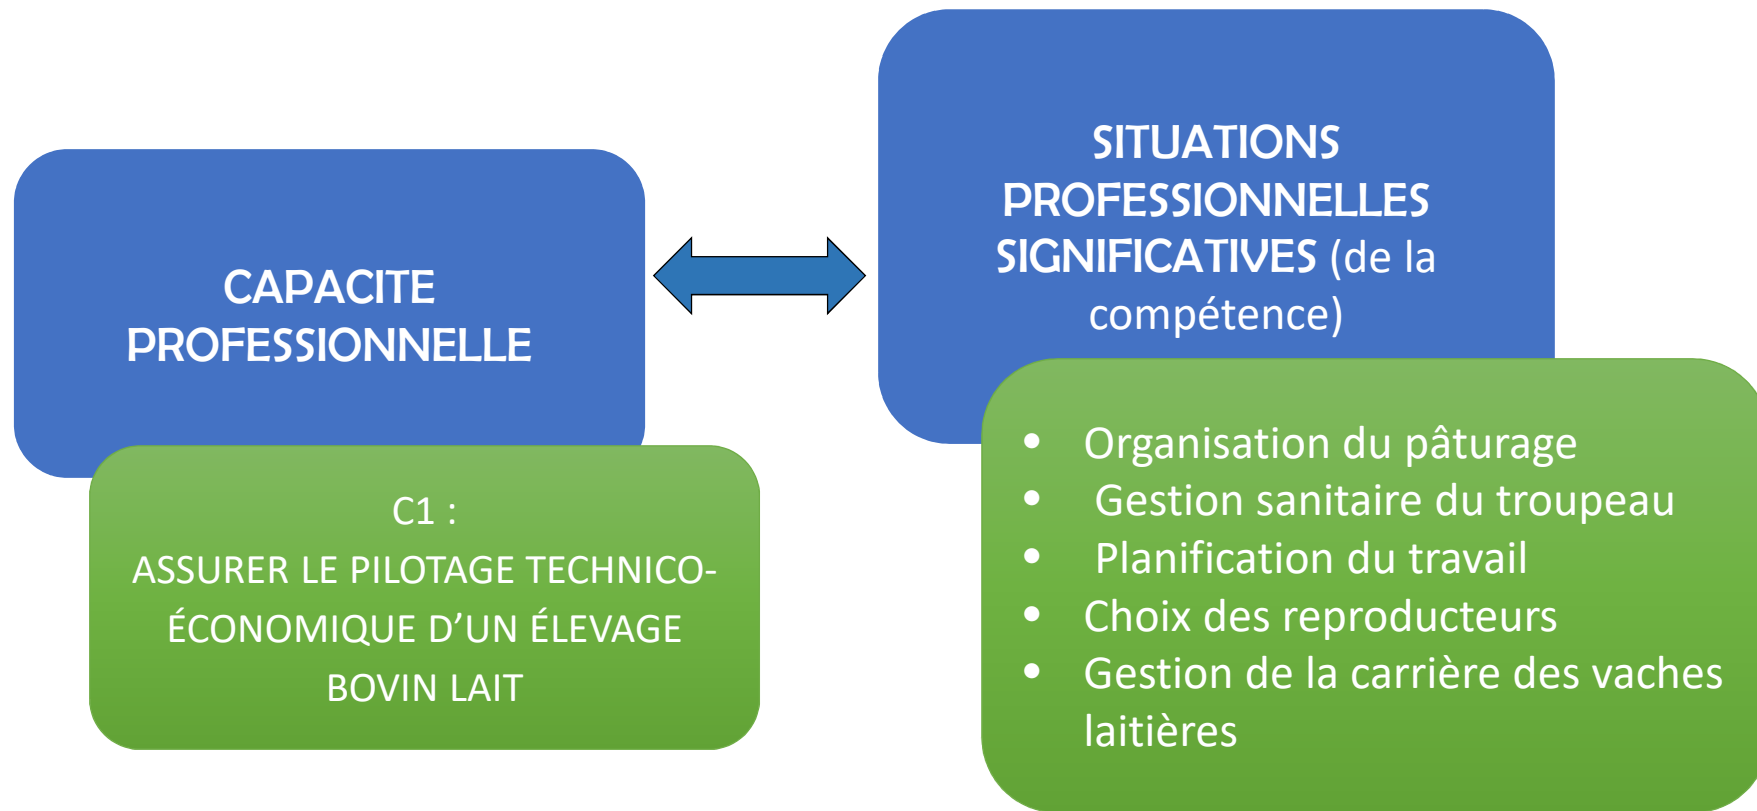 CAPACITE
PROFESSIONNELLE
C1 :
ASSURER LE PILOTAGE TECHNICO-
ÉCONOMIQUE D’UN ÉLEVAGE
BOVIN LAIT
SITUATIONS
PROFESSIONNELLES
SIGNIFICATIVES (de la
compétence)
• Organisation du pâturage
• Gestion sanitaire du troupeau
• Planification du travail
• Choix des reproducteurs
• Gestion de la carrière des vaches
laitières